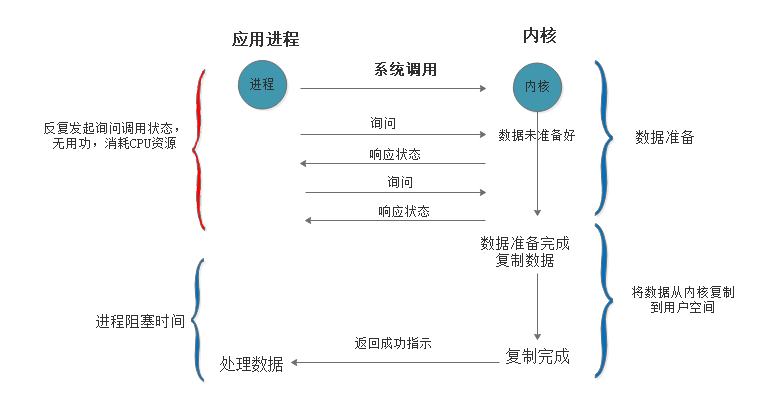 应用进程
内核
系统调用
进程
内核
询问
反复发起询问调用状态，
无用功，消耗CPU资源
数据未准备好
数据准备
响应状态
询问
响应状态
数据准备完成
复制数据
将数据从内核复制
到用户空间
进程阻塞时间
返回成功指示
处理数据
复制完成